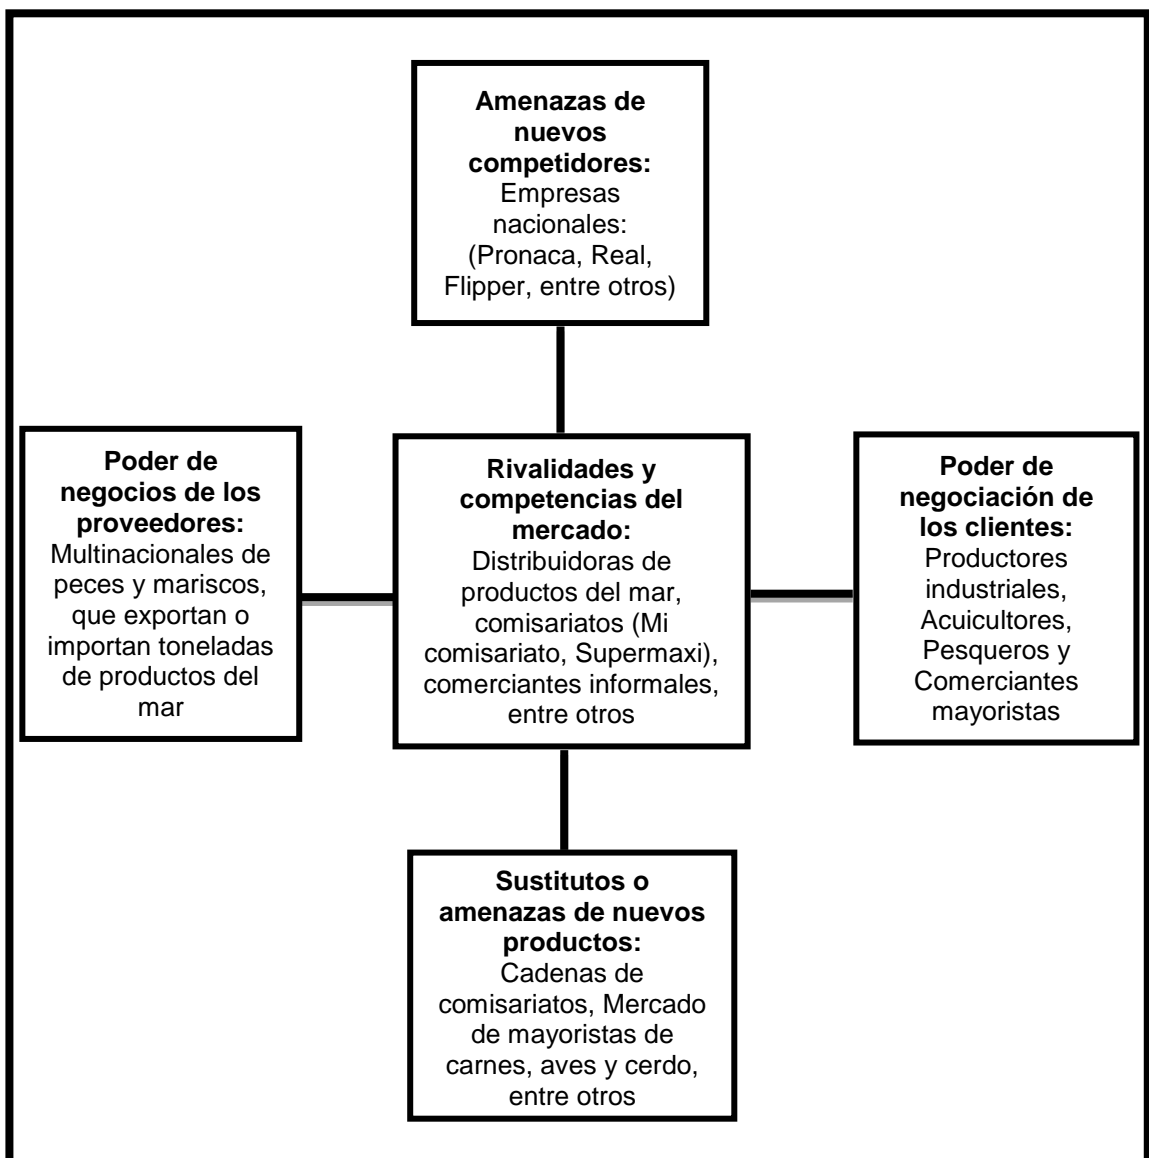 Amenazas de
nuevos
competidores:
Empresas
nacionales:
(Pronaca, Real,
Flipper, entre otros)
Poder de
negocios de los
proveedores:
Multinacionales de
peces y mariscos,
que exportan o
importan toneladas
de productos del
mar
Rivalidades y
competencias del
mercado:
Distribuidoras de
productos del mar,
comisariatos (Mi
comisariato, Supermaxi),
comerciantes informales,
entre otros
Poder de
negociación de
los clientes:
Productores
industriales,
Acuicultores,
Pesqueros y
Comerciantes
mayoristas
Sustitutos o
amenazas de nuevos
productos:
Cadenas de
comisariatos, Mercado
de mayoristas de
carnes, aves y cerdo,
entre otros